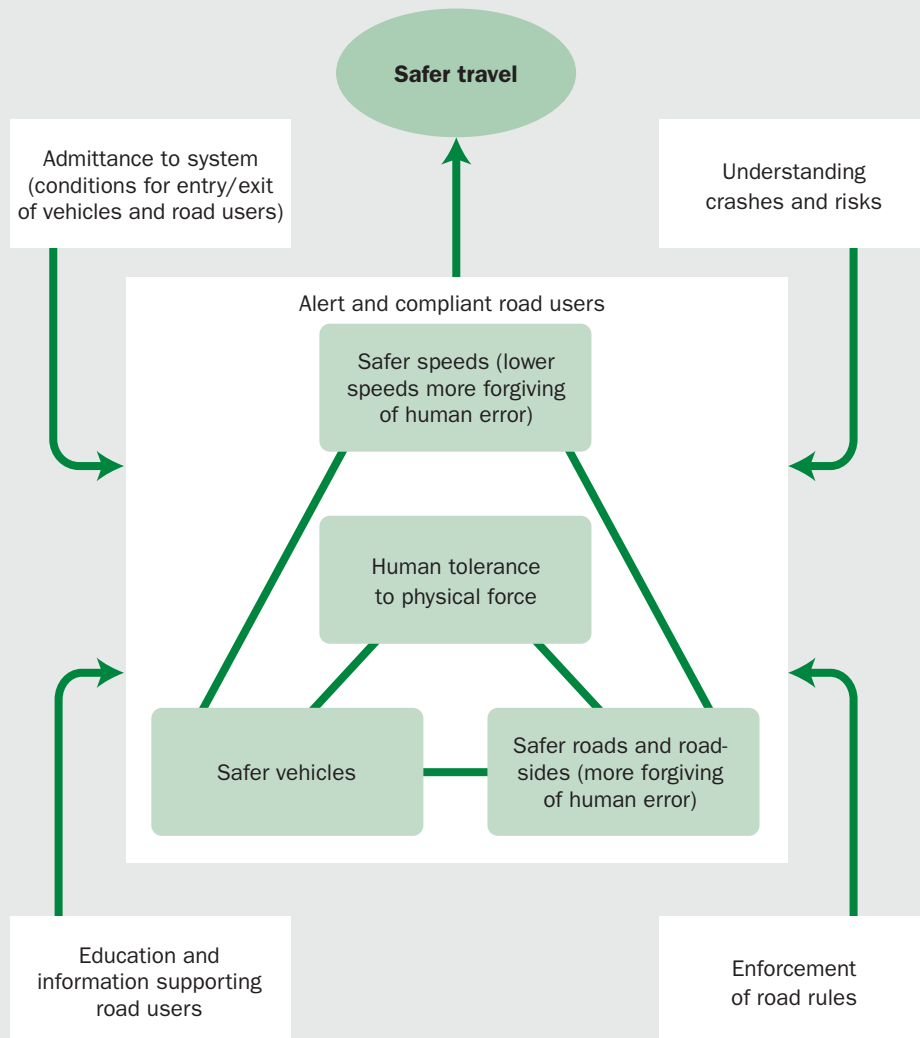 Safer travel
Admittance to system
(conditions for entry/exit
of vehicles and road users)
Understanding
crashes and risks
Alert and compliant road users
Safer speeds (lower
speeds more forgiving
of human error)
Human tolerance
to physical force
Safer vehicles
Safer roads and road-
sides (more forgiving
of human error)
Education and
information supporting
road users
Enforcement
of road rules